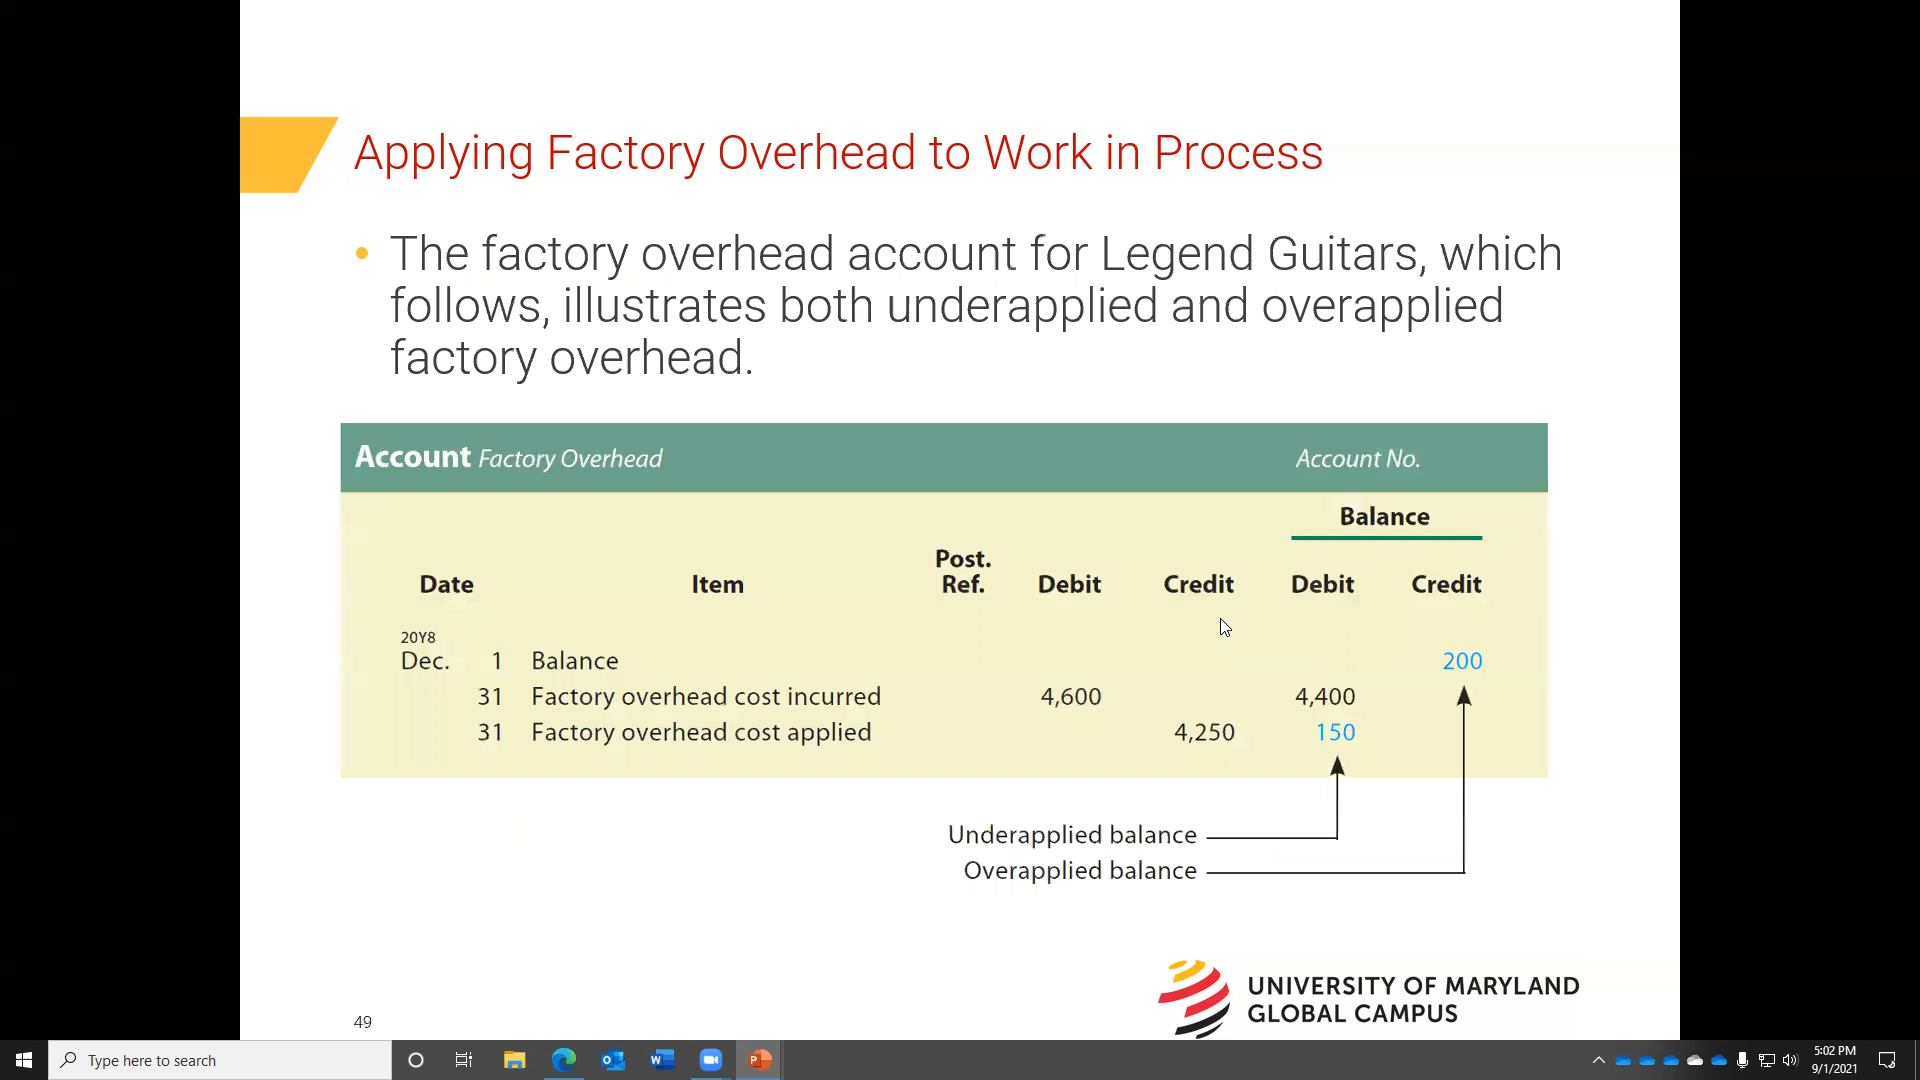 Applying Factory Overhead to Work in Process
• The factory overhead account for Legend Guitars, which
follows, illustrates both underapplied and overapplied
factory overhead.
Account Factory Overhead Account No.
Balance
Date Item Post. Ref. Debit Credit Debit Credit
20Y8
Dec. 1 Balance 200
31 Factory overhead cost incurred 4,600 4,400
31 Factory overhead cost applied 4,250 150
Underapplied balance
Overapplied balance
UNIVERSITY OF MARYLAND
GLOBAL CAMPUS
49
Type here to search
5:02 PM
9/1/2021